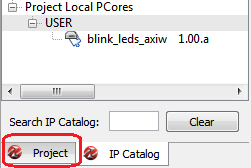 Project Local PCores
USER
blink_leds_axiw 1.00.a
Search IP Catalog: Clear
Project IP Catalog